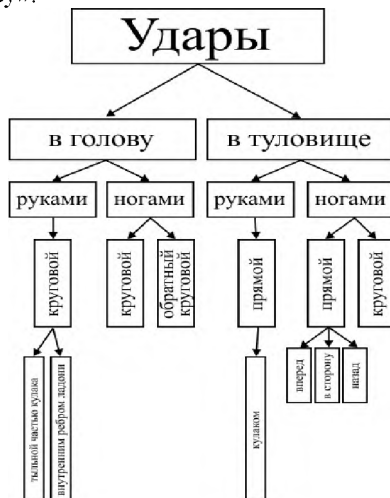 Удары
в голову
в туловище
руками
ногами
руками
ногами
круговой
круговой
обратный
круговой
прямой
прямой
круговой
тыльной частью кулака
внутренним ребром ладони
кулаком
вперед
в сторону
назад